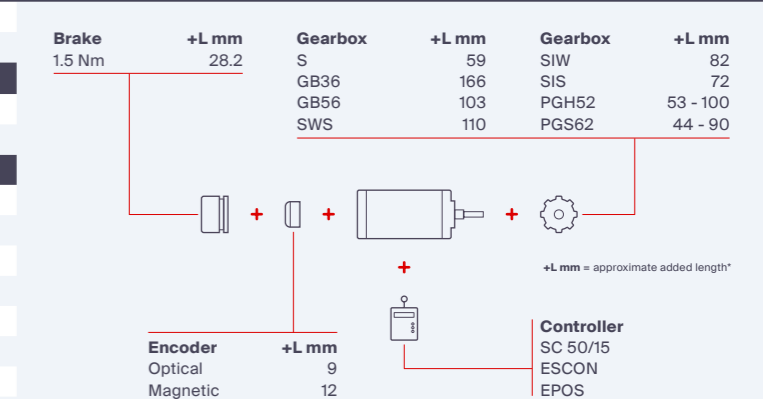 Brake +L mm
1.5 Nm 28.2
Gearbox +L mm
S 59
GB36 166
GB56 103
SWS 110
Gearbox +L mm
SIW 82
SIS 72
PGH52 53 - 100
PGS62 44 - 90
+L mm = approximate added length*
Encoder +L mm
Optical 9
Magnetic 12
Controller
SC 50/15
ESCON
EPOS